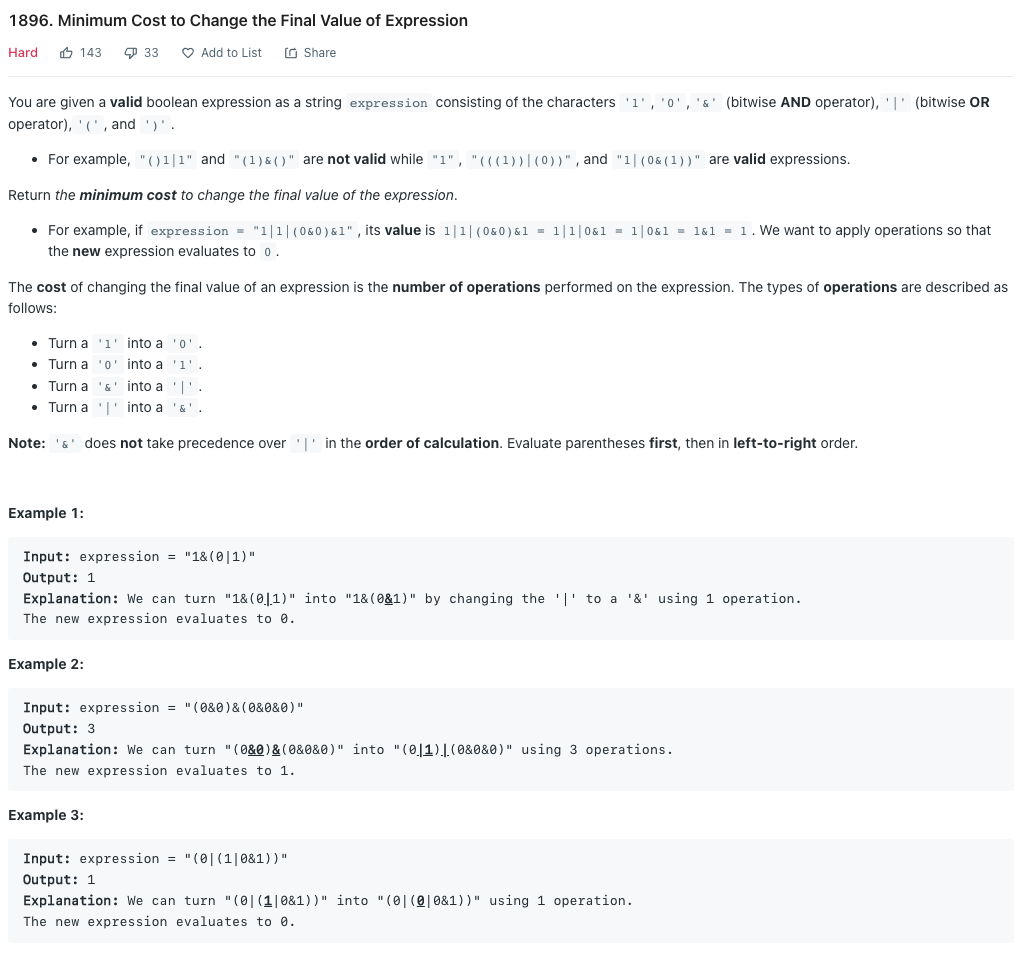 1896. Minimum Cost to Change the Final Value of Expression
Hard 143 33 Add to List Share
You are given a valid boolean expression as a string expression consisting of the characters '1', '0', '&' (bitwise AND operator), '|' (bitwise OR
operator), '(', and ')'.
• For example, "()1|1" and "(1)&()" are not valid while "1", "(((1))|(0))", and "1|(0&(1))" are valid expressions.
Return the minimum cost to change the final value of the expression.
• For example, if expression = "1|1|(0&0)&1", its value is 1|1|(0&0)&1 = 1|1|0&1 = 1|0&1 = 1&1 = 1. We want to apply operations so that
the new expression evaluates to 0.
The cost of changing the final value of an expression is the number of operations performed on the expression. The types of operations are described as
follows:
• Turn a '1' into a '0'.
• Turn a '0' into a '1'.
• Turn a '&' into a '|'.
• Turn a '|' into a '&'.
Note: '&' does not take precedence over '|' in the order of calculation. Evaluate parentheses first, then in left-to-right order.
Example 1:
Input: expression = "1&(0|1)"
Output: 1
Explanation: We can turn "1&(0|1)" into "1&(0&1)" by changing the '|' to a '&' using 1 operation.
The new expression evaluates to 0.
Example 2:
Input: expression = "(0&0)&(0&0&0)"
Output: 3
Explanation: We can turn "(0&0)&(0&0&0)" into "(0|1)|(0&0&0)" using 3 operations.
The new expression evaluates to 1.
Example 3:
Input: expression = "(0|(1|0&1))"
Output: 1
Explanation: We can turn "(0|(1|0&1))" into "(0|(0|0&1))" using 1 operation.
The new expression evaluates to 0.